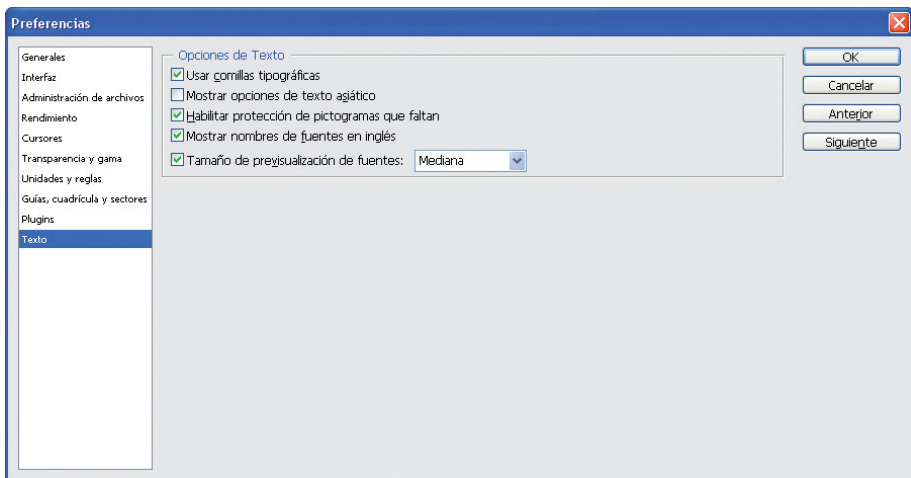 Preferencias
Generales
Interfaz
Administración de archivos
Rendimiento
Cursores
Transparencia y gama
Unidades y reglas
Guías, cuadrícula y sectores
Plugins
Texto
Opciones de Texto
Usar comillas tipográficas
Mostrar opciones de texto asiático
Habilitar protección de pictogramas que faltan
Mostrar nombres de fuentes en inglés
Tamaño de previsualización de fuentes: Mediana
OK
Cancelar
Anterior
Siguiente